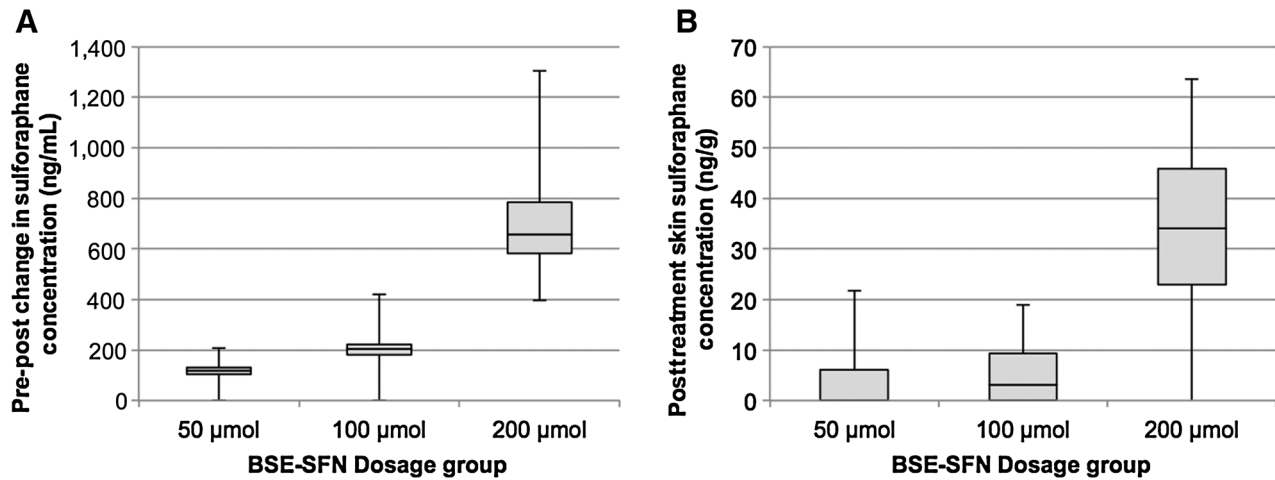 A
Pre-post change in sulforaphane
concentration (ng/mL)
1,400
1,200
1,000
800
600
400
200
0
50 µmol
100 µmol
200 µmol
BSE-SFN Dosage group
B
Posttreatment skin sulforaphane
concentration (ng/g)
70
60
50
40
30
20
10
0
50 µmol
100 µmol
200 µmol
BSE-SFN Dosage group